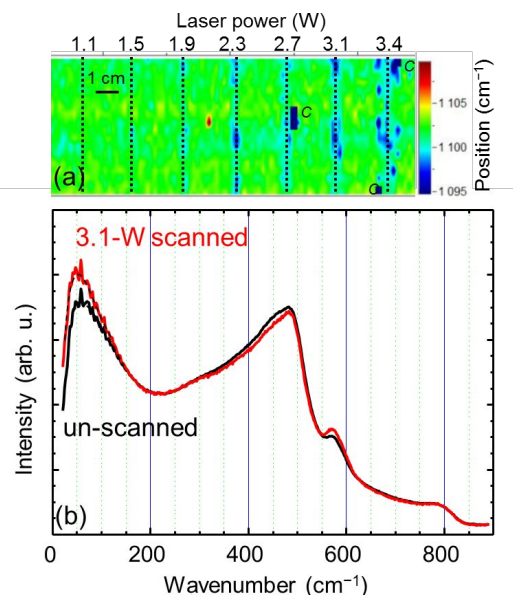 Laser power (W)
1.1 1.5 1.9 2.3 2.7 3.1 3.4
1 cm
C
C
C
(a)
1 105
1 100
1 095
Position (cm⁻¹)
3.1-W scanned
un-scanned
(b)
Intensity (arb. u.)
0 200 400 600 800
Wavenumber (cm⁻¹)